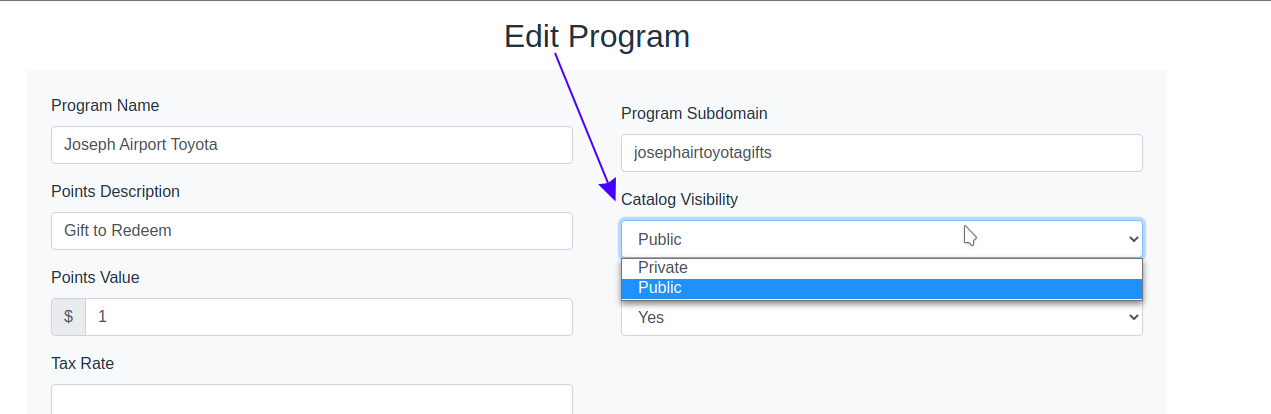 Edit Program
Program Name
Joseph Airport Toyota
Points Description
Gift to Redeem
Points Value
$ 1
Tax Rate
Program Subdomain
josephairtoyotagifts
Catalog Visibility
Public
Private
Public
Yes